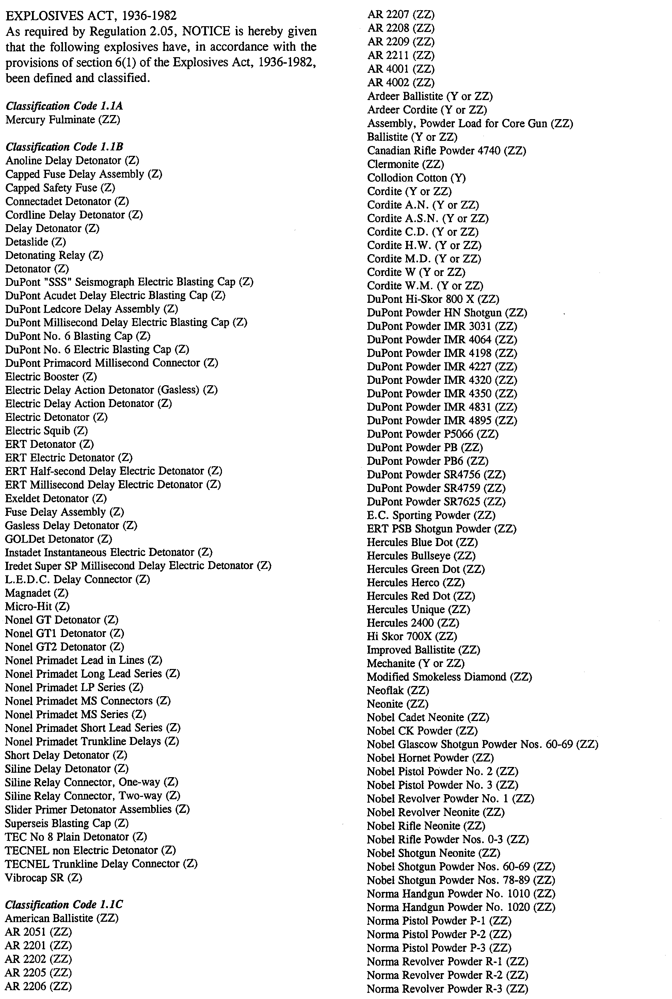 EXPLOSIVES ACT, 1936-1982
As required by Regulation 2.05, NOTICE is hereby given
that the following explosives have, in accordance with the
provisions of section 6(1) of the Explosives Act, 1936-1982,
been defined and classified.
Classification Code 1.1A
Mercury Fulminate (ZZ)
Classification Code 1.1B
Anoline Delay Detonator (Z)
Capped Fuse Delay Assembly (Z)
Capped Safety Fuse (Z)
Connectadet Detonator (Z)
Cordline Delay Detonator (Z)
Delay Detonator (Z)
Detaslide (Z)
Detonating Relay (Z)
Detonator (Z)
DuPont "SSS" Seismograph Electric Blasting Cap (Z)
DuPont Acudet Delay Electric Blasting Cap (Z)
DuPont Ledcore Delay Assembly (Z)
DuPont Millisecond Delay Electric Blasting Cap (Z)
DuPont No. 6 Blasting Cap (Z)
DuPont No. 6 Electric Blasting Cap (Z)
DuPont Primacord Millisecond Connector (Z)
Electric Booster (Z)
Electric Delay Action Detonator (Gasless) (Z)
Electric Delay Action Detonator (Z)
Electric Detonator (Z)
Electric Squib (Z)
ERT Detonator (Z)
ERT Electric Detonator (Z)
ERT Half-second Delay Electric Detonator (Z)
ERT Millisecond Delay Electric Detonator (Z)
Exeldet Detonator (Z)
Fuse Delay Assembly (Z)
Gasless Delay Detonator (Z)
GOLDet Detonator (Z)
Instadet Instantaneous Electric Detonator (Z)
Iredet Super SP Millisecond Delay Electric Detonator (Z)
L.E.D.C. Delay Connector (Z)
Magnadet (Z)
Micro-Hit (Z)
Nonel GT Detonator (Z)
Nonel GT1 Detonator (Z)
Nonel GT2 Detonator (Z)
Nonel Primadet Lead in Lines (Z)
Nonel Primadet Long Lead Series (Z)
Nonel Primadet LP Series (Z)
Nonel Primadet MS Connectors (Z)
Nonel Primadet MS Series (Z)
Nonel Primadet Short Lead Series (Z)
Nonel Primadet Trunkline Delays (Z)
Short Delay Detonator (Z)
Siline Delay Detonator (Z)
Siline Relay Connector, One-way (Z)
Siline Relay Connector, Two-way (Z)
Slider Primer Detonator Assemblies (Z)
Superseis Blasting Cap (Z)
TEC No 8 Plain Detonator (Z)
TECNEL non Electric Detonator (Z)
TECNEL Trunkline Delay Connector (Z)
Vibrocap SR (Z)
Classification Code 1.1C
American Ballistite (ZZ)
AR 2051 (ZZ)
AR 2201 (ZZ)
AR 2202 (ZZ)
AR 2205 (ZZ)
AR 2206 (ZZ)
AR 2207 (ZZ)
AR 2208 (ZZ)
AR 2209 (ZZ)
AR 2211 (ZZ)
AR 4001 (ZZ)
AR 4002 (ZZ)
Ardeer Ballistite (Y or ZZ)
Ardeer Cordite (Y or ZZ)
Assembly, Powder Load for Core Gun (ZZ)
Ballistite (Y or ZZ)
Canadian Rifle Powder 4740 (ZZ)
Clermonite (ZZ)
Collodion Cotton (Y)
Cordite (Y or ZZ)
Cordite A.N. (Y or ZZ)
Cordite A.S.N. (Y or ZZ)
Cordite C.D. (Y or ZZ)
Cordite H.W. (Y or ZZ)
Cordite M.D. (Y or ZZ)
Cordite W (Y or ZZ)
Cordite W.M. (Y or ZZ)
DuPont Hi-Skor 800 X (ZZ)
DuPont Powder HN Shotgun (ZZ)
DuPont Powder IMR 3031 (ZZ)
DuPont Powder IMR 4064 (ZZ)
DuPont Powder IMR 4198 (ZZ)
DuPont Powder IMR 4227 (ZZ)
DuPont Powder IMR 4320 (ZZ)
DuPont Powder IMR 4350 (ZZ)
DuPont Powder IMR 4831 (ZZ)
DuPont Powder IMR 4895 (ZZ)
DuPont Powder P5066 (ZZ)
DuPont Powder PB (ZZ)
DuPont Powder PB6 (ZZ)
DuPont Powder SR4756 (ZZ)
DuPont Powder SR4759 (ZZ)
DuPont Powder SR7625 (ZZ)
E.C. Sporting Powder (ZZ)
ERT PSB Shotgun Powder (ZZ)
Hercules Blue Dot (ZZ)
Hercules Bullseye (ZZ)
Hercules Green Dot (ZZ)
Hercules Herco (ZZ)
Hercules Red Dot (ZZ)
Hercules Unique (ZZ)
Hercules 2400 (ZZ)
Hi Skor 700X (ZZ)
Improved Ballistite (ZZ)
Mechanite (Y or ZZ)
Modified Smokeless Diamond (ZZ)
Neoflak (ZZ)
Neonite (ZZ)
Nobel Cadet Neonite (ZZ)
Nobel CK Powder (ZZ)
Nobel Glascow Shotgun Powder Nos. 60-69 (ZZ)
Nobel Hornet Powder (ZZ)
Nobel Pistol Powder No. 2 (ZZ)
Nobel Pistol Powder No. 3 (ZZ)
Nobel Revolver Powder No. 1 (ZZ)
Nobel Revolver Neonite (ZZ)
Nobel Rifle Neonite (ZZ)
Nobel Rifle Powder Nos. 0-3 (ZZ)
Nobel Shotgun Neonite (ZZ)
Nobel Shotgun Powder Nos. 60-69 (ZZ)
Nobel Shotgun Powder Nos. 78-89 (ZZ)
Norma Handgun Powder No. 1010 (ZZ)
Norma Handgun Powder No. 1020 (ZZ)
Norma Pistol Powder P-1 (ZZ)
Norma Pistol Powder P-2 (ZZ)
Norma Pistol Powder P-3 (ZZ)
Norma Revolver Powder R-1 (ZZ)
Norma Revolver Powder R-2 (ZZ)
Norma Revolver Powder R-3 (ZZ)